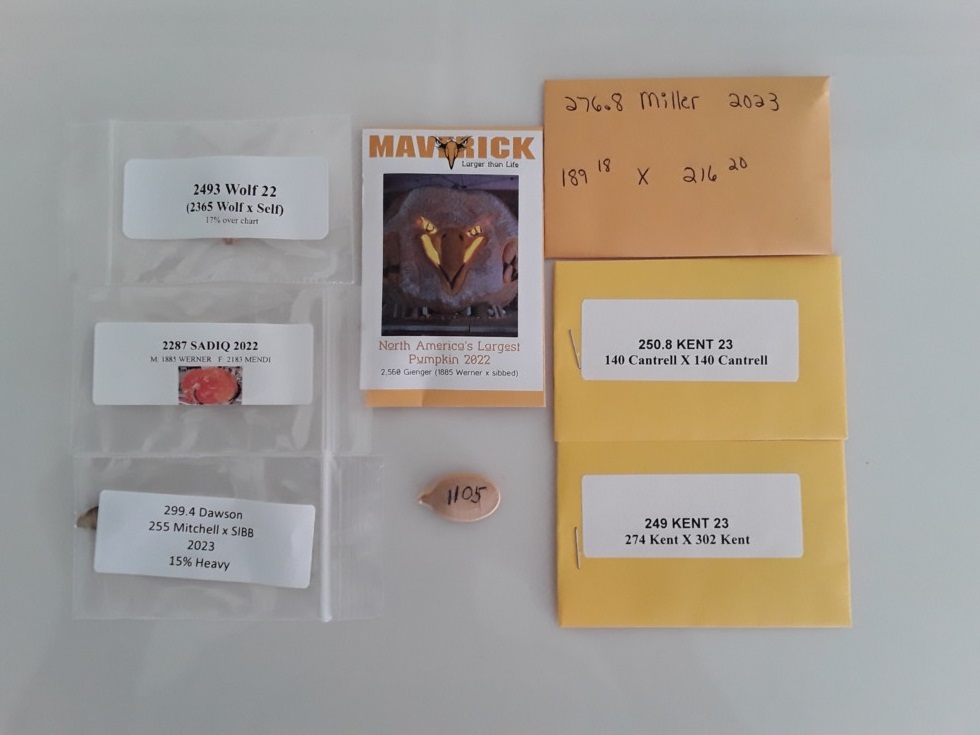 2493 Wolf 22
(2365 Wolf x Self)
17% over chart
2287 SADIQ 2022
M: 1885 WERNER F: 2183 MENDI
299.4 Dawson
255 Mitchell x SIBB
2023
15% Heavy
MAVERICK
Larger than Life
North America's Largest
Pumpkin 2022
2,560 Gienger (1885 Werner x sibbed)
1105
276.8 Miller 2023
189 18 X 216 20
250.8 KENT 23
140 Cantrell X 140 Cantrell
249 KENT 23
274 Kent X 302 Kent